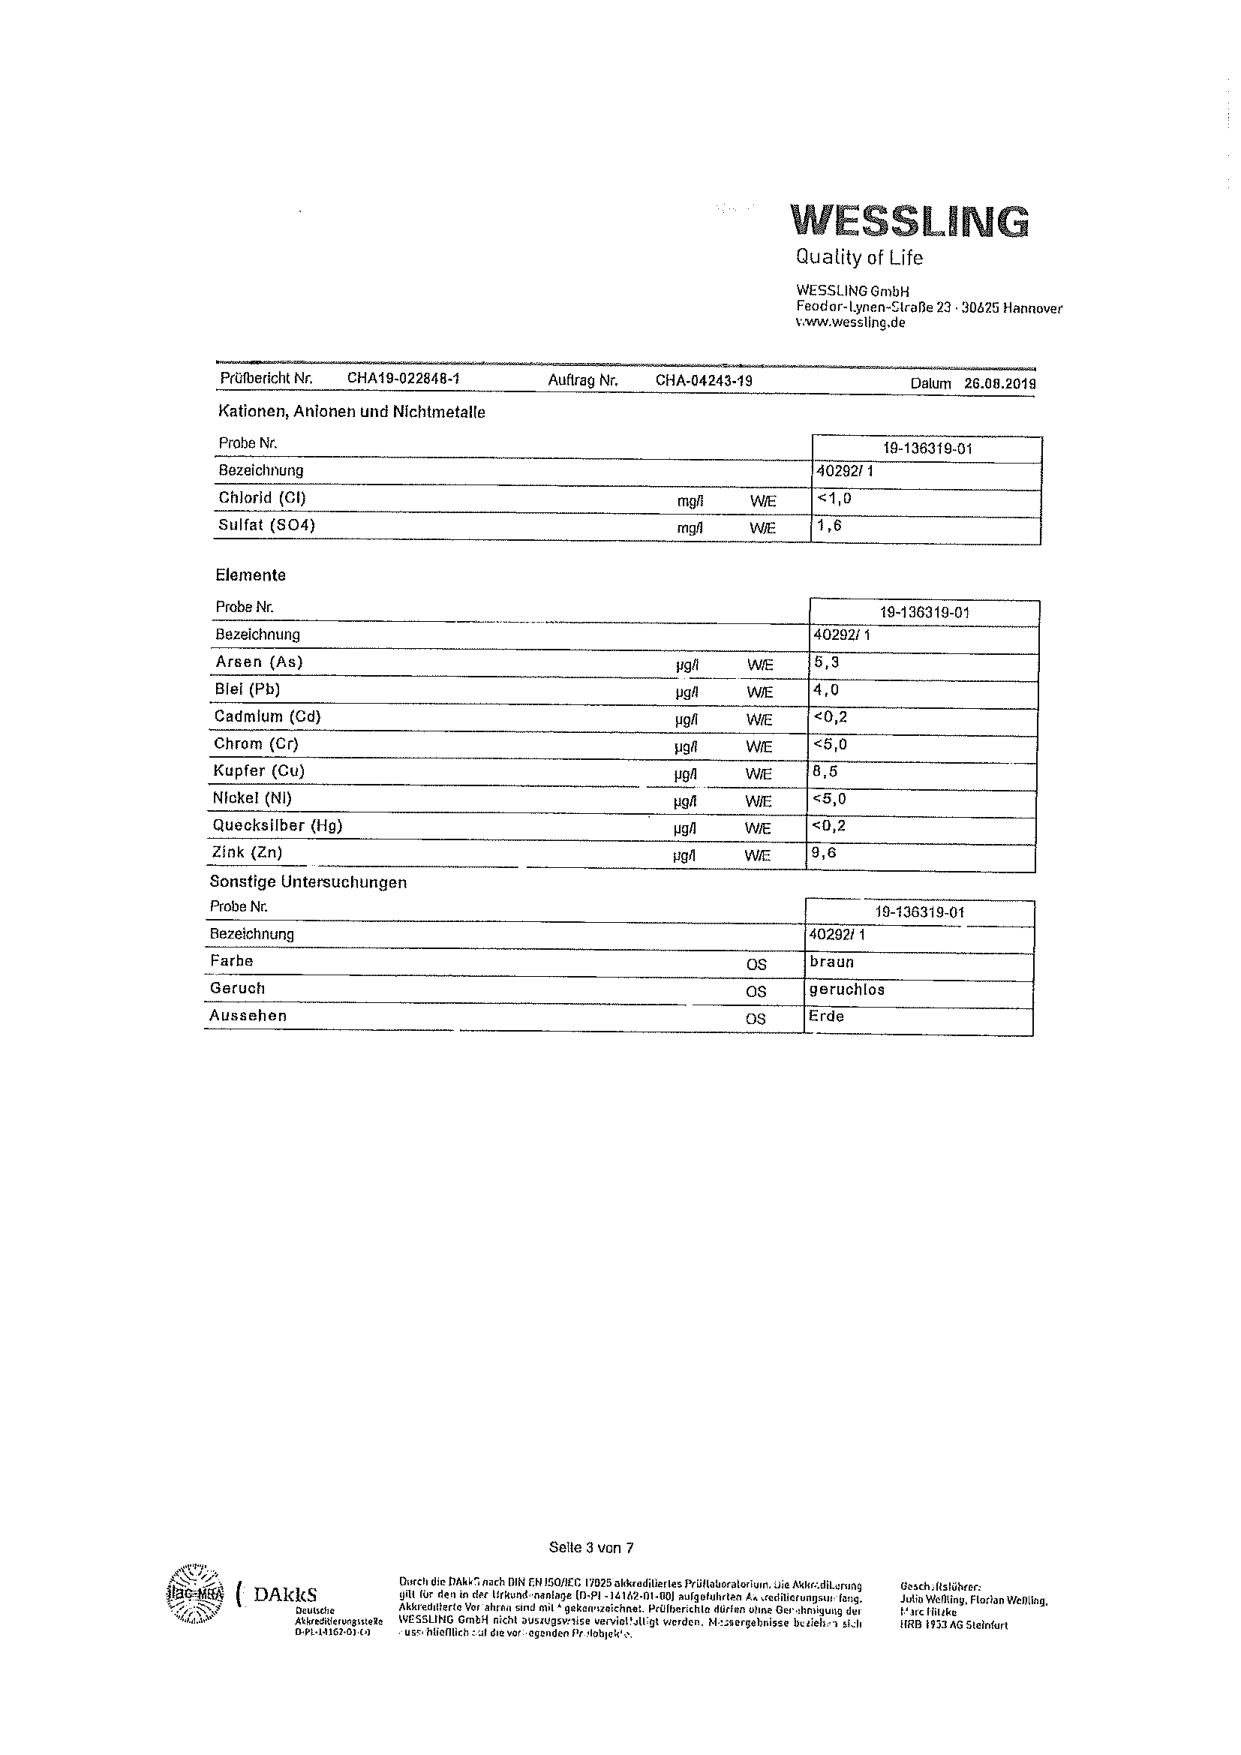 WESSLING
Quality of Life
WESSLING GmbH
Feodor-Lynen-Straße 23 · 30625 Hannover
www.wessling.de
Prüfbericht Nr. CHA19-022848-1 Auftrag Nr. CHA-04243-19 Datum 26.08.2019
Kationen, Anionen und Nichtmetalle
Probe Nr. 19-136319-01
Bezeichnung 40292/ 1
Chlorid (Cl) mg/l W/E <1,0
Sulfat (SO4) mg/l W/E 1,6
Elemente
Probe Nr. 19-136319-01
Bezeichnung 40292/ 1
Arsen (As) µg/l W/E 5,3
Blei (Pb) µg/l W/E 4,0
Cadmium (Cd) µg/l W/E <0,2
Chrom (Cr) µg/l W/E <5,0
Kupfer (Cu) µg/l W/E 8,5
Nickel (Ni) µg/l W/E <5,0
Quecksilber (Hg) µg/l W/E <0,2
Zink (Zn) µg/l W/E 9,6
Sonstige Untersuchungen
Probe Nr. 19-136319-01
Bezeichnung 40292/ 1
Farbe OS braun
Geruch OS geruchlos
Aussehen OS Erde
Seite 3 von 7
ilac-MRA
DAkkS
Deutsche
Akkreditierungsstelle
D-PL-14162-01-00
Durch die DAkkS nach DIN EN ISO/IEC 17025 akkreditiertes Prüflaboratorium. Die Akkreditierung
gilt für den in der Urkundenanlage [D-PL-14162-01-00] aufgeführten Akkreditierungsumfang.
Akkreditierte Verfahren sind mit * gekennzeichnet. Prüfberichte dürfen ohne Genehmigung der
WESSLING GmbH nicht auszugsweise vervielfältigt werden. Messergebnisse beziehen sich
ausschließlich auf die vorliegenden Prüfobjekte.
Geschäftsführer:
Julia Weßling, Florian Weßling,
Marc Hitzke
HRB 1953 AG Steinfurt